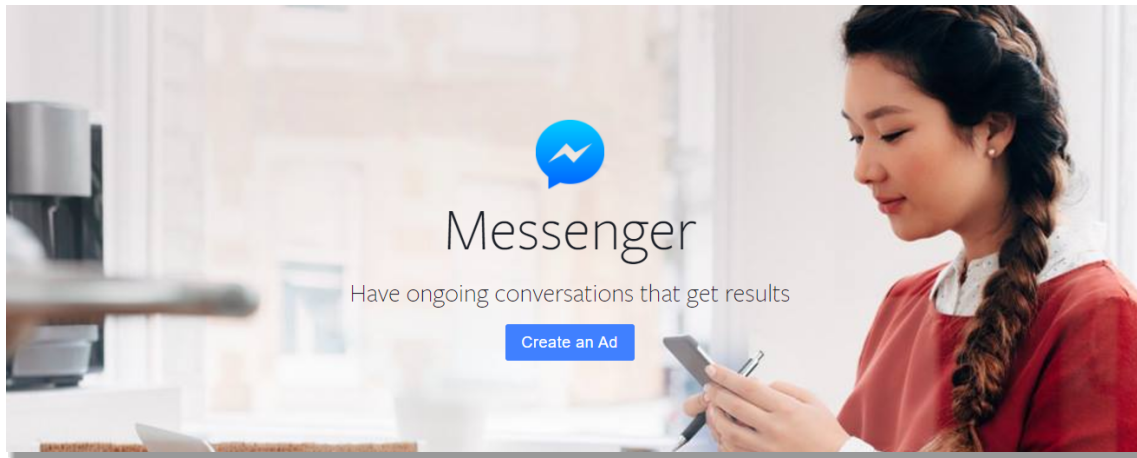 Messenger
Have ongoing conversations that get results
Create an Ad